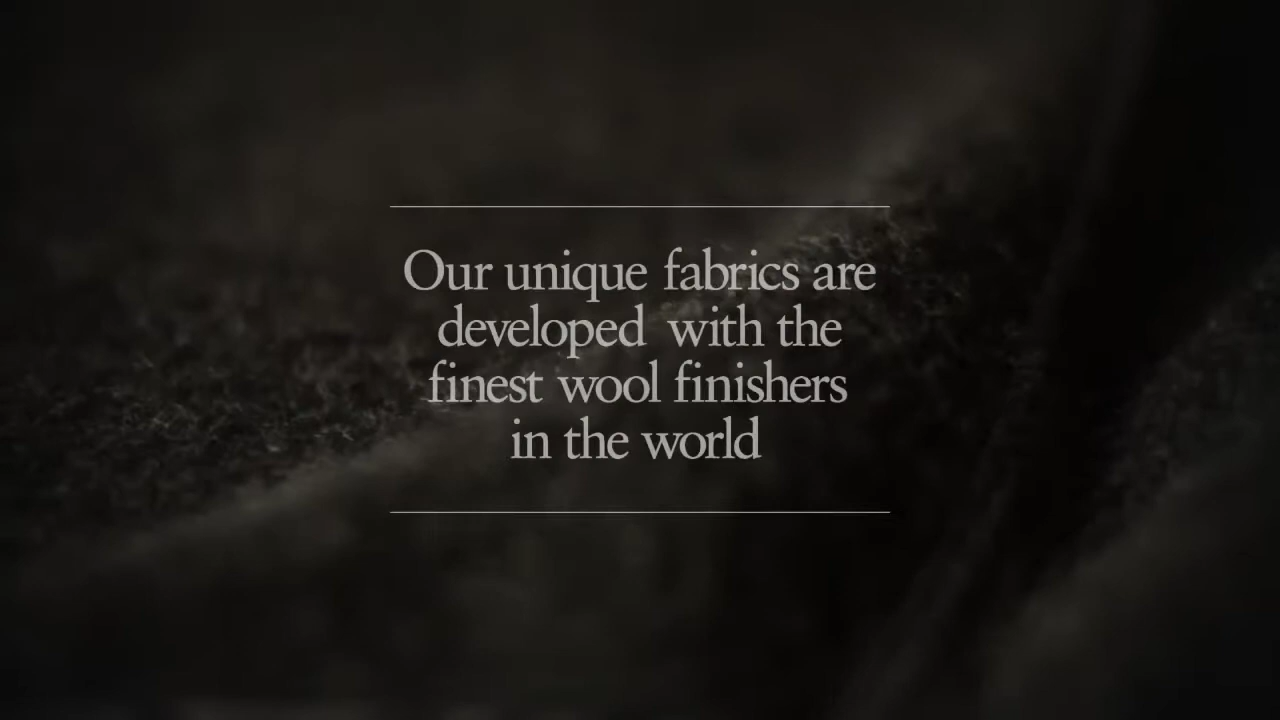 Our unique fabrics are
developed with the
finest wool finishers
in the world